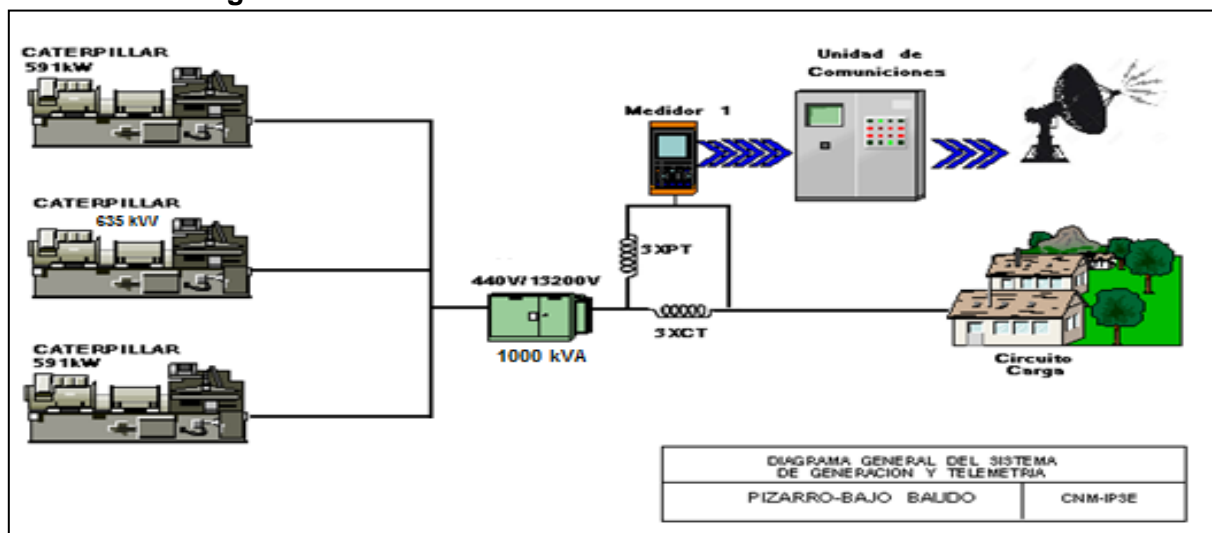 CATERPILLAR
591kW
CATERPILLAR
635 kW
CATERPILLAR
591kW
440V/13200V
1000 kVA
Medidor 1
Unidad de
Comuniciones
3XPT
3XCT
Circuito
Carga
DIAGRAMA GENERAL DEL SISTEMA
DE GENERACION Y TELEMETRIA
PIZARRO-BAJO BAUDO
CNM-IPSE